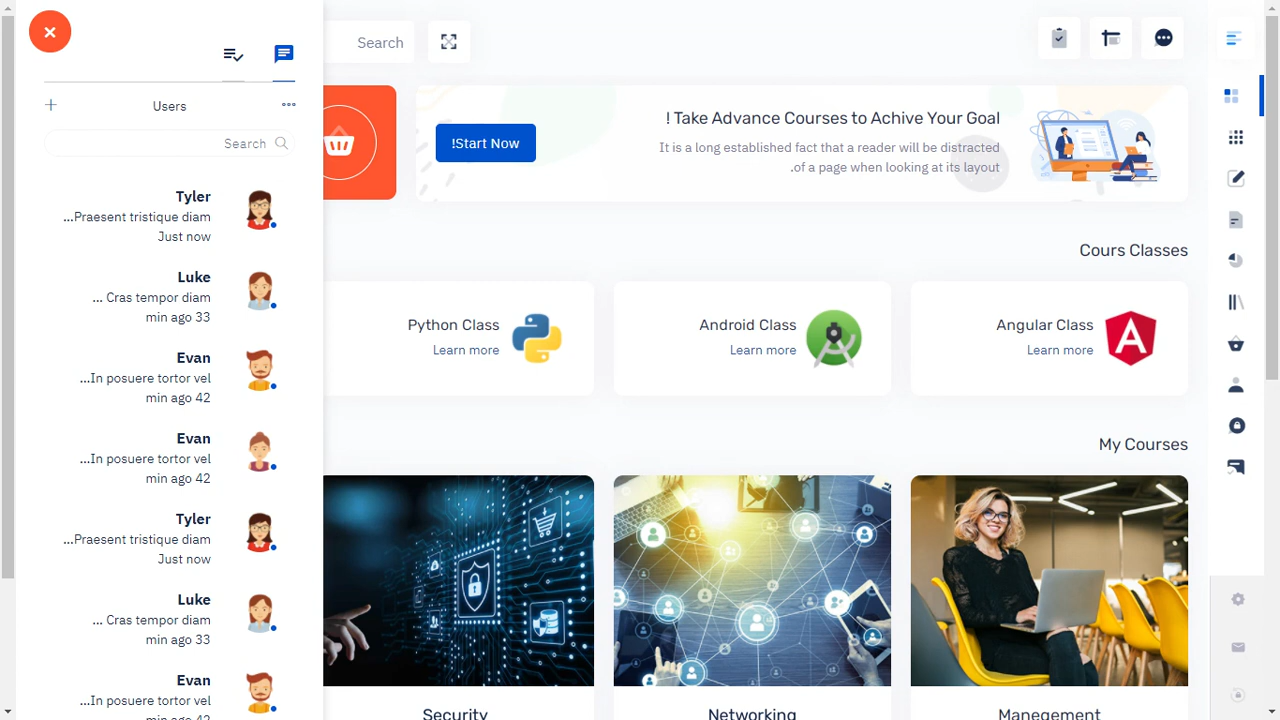 Users
Search
Tyler
...Praesent tristique diam
Just now
Luke
... Cras tempor diam
min ago 33
Evan
...In posuere tortor vel
min ago 42
Evan
...In posuere tortor vel
min ago 42
Tyler
...Praesent tristique diam
Just now
Luke
... Cras tempor diam
min ago 33
Evan
...In posuere tortor vel
min ago 42
Search
! Take Advance Courses to Achive Your Goal
It is a long established fact that a reader will be distracted
.of a page when looking at its layout
!Start Now
Cours Classes
Python Class
Learn more
Android Class
Learn more
Angular Class
Learn more
My Courses
Security
Networking
Manegement